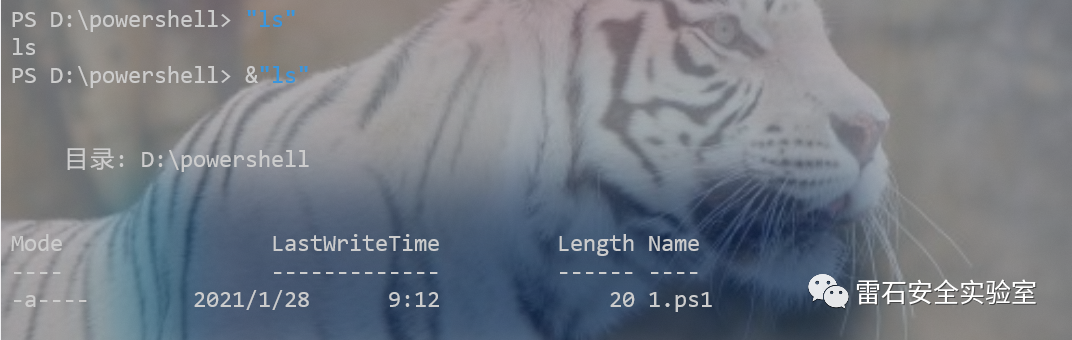 PS D:\powershell> "ls"
ls
PS D:\powershell> &"ls"
目录: D:\powershell
Mode LastWriteTime Length Name
---- ------------- ------ ----
-a---- 2021/1/28 9:12 20 1.ps1
雷石安全实验室